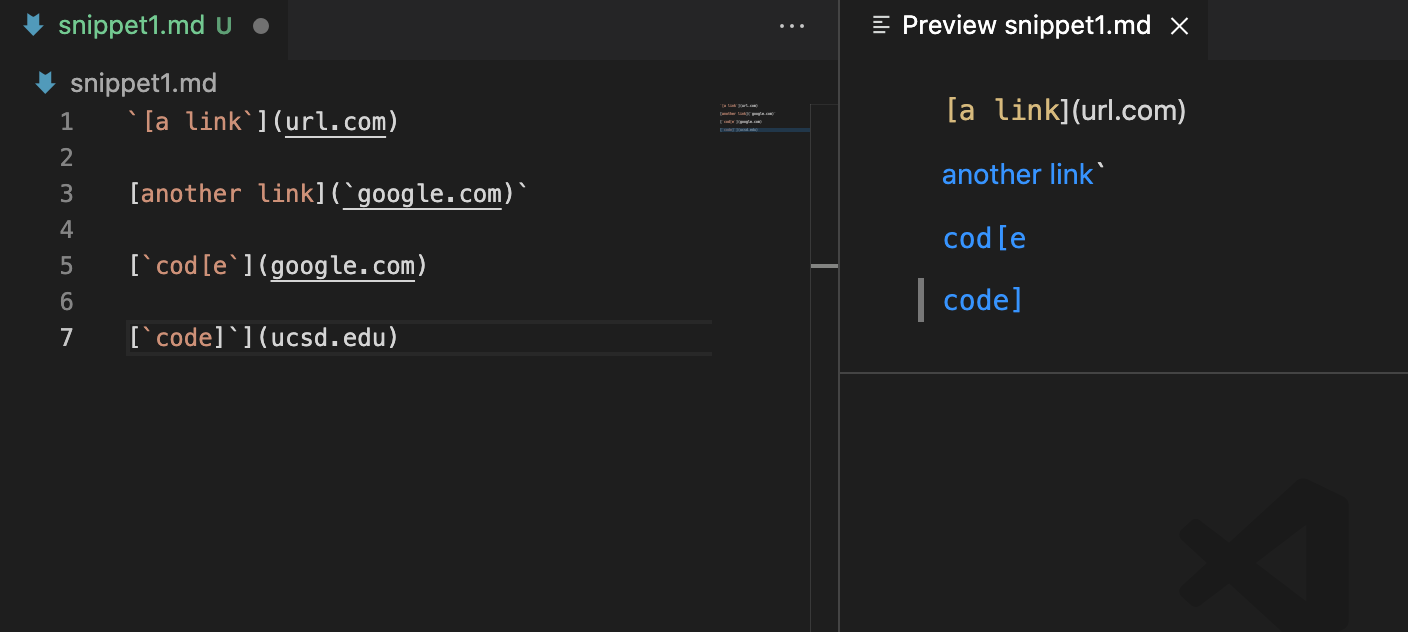 snippet1.md U
Preview snippet1.md
snippet1.md
1 `[a link`](url.com)
2
3 [another link](`google.com)`
4
5 [`cod[e`](google.com)
6
7 [`code]`](ucsd.edu)
[a link](url.com)
another link`
cod[e
code]